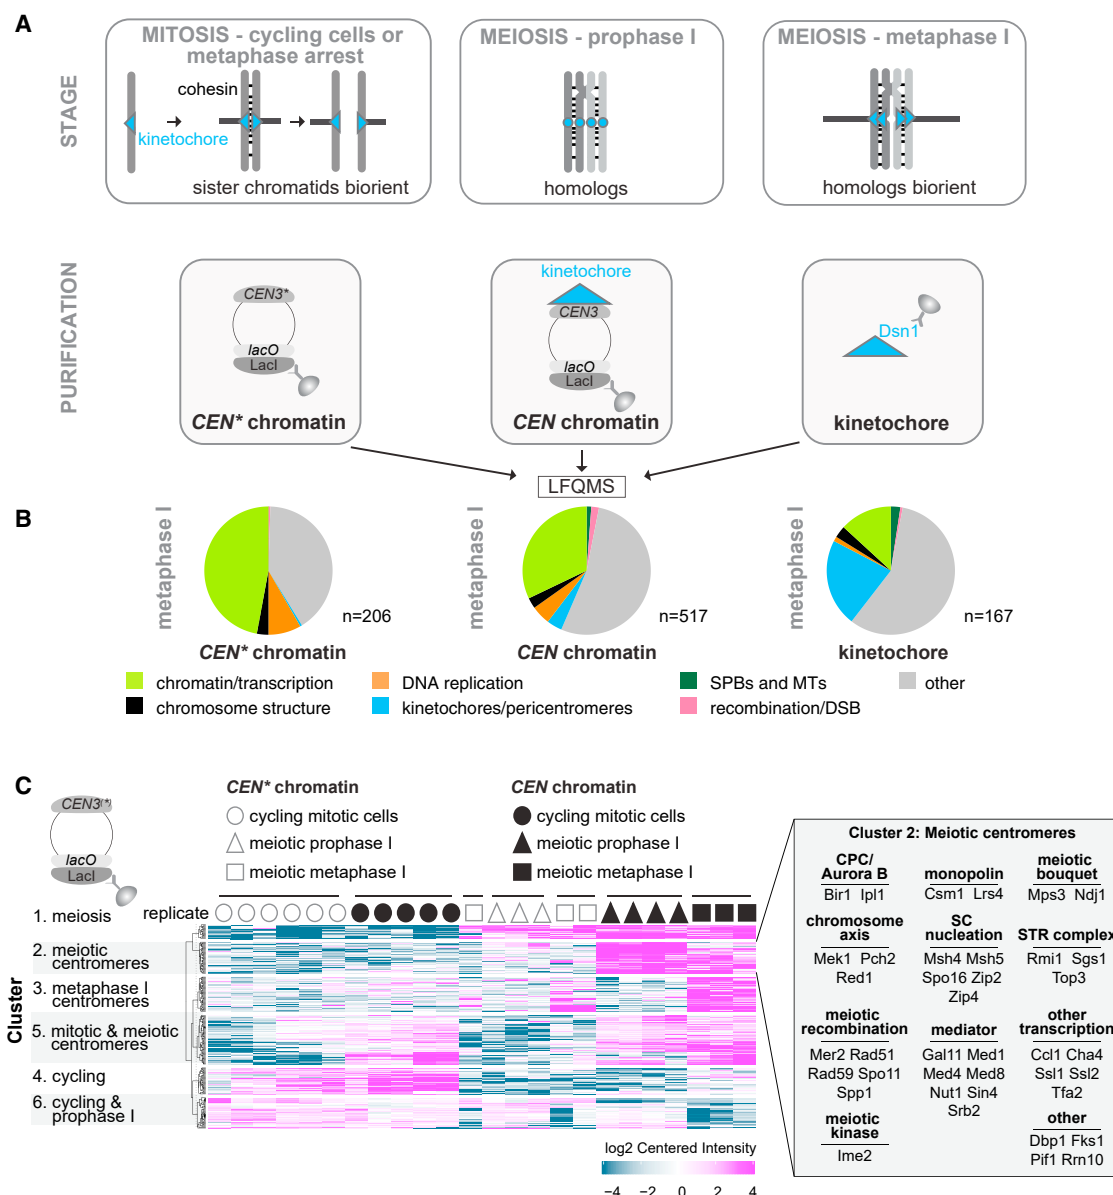 A
STAGE
MITOSIS - cycling cells or
metaphase arrest
cohesin
kinetochore
sister chromatids biorient
MEIOSIS - prophase I
homologs
MEIOSIS - metaphase I
homologs biorient
PURIFICATION
CEN3*
lacO
LacI
CEN* chromatin
kinetochore
CEN3
lacO
LacI
CEN chromatin
Dsn1
kinetochore
LFQMS
B
metaphase I
n=206
CEN* chromatin
metaphase I
n=517
CEN chromatin
metaphase I
n=167
kinetochore
chromatin/transcription
DNA replication
SPBs and MTs
other
chromosome structure
kinetochores/pericentromeres
recombination/DSB
C
CEN3(*)
lacO
LacI
CEN* chromatin
cycling mitotic cells
meiotic prophase I
meiotic metaphase I
CEN chromatin
cycling mitotic cells
meiotic prophase I
meiotic metaphase I
replicate
Cluster
1. meiosis
2. meiotic
centromeres
3. metaphase I
centromeres
5. mitotic & meiotic
centromeres
4. cycling
6. cycling &
prophase I
log2 Centered Intensity
−4 −2 0 2 4
Cluster 2: Meiotic centromeres
CPC/
Aurora B
Bir1 Ipl1
monopolin
Csm1 Lrs4
meiotic
bouquet
Mps3 Ndj1
chromosome
axis
Mek1 Pch2
Red1
SC
nucleation
Msh4 Msh5
Spo16 Zip2
Zip4
STR complex
Rmi1 Sgs1
Top3
meiotic
recombination
Mer2 Rad51
Rad59 Spo11
Spp1
mediator
Gal11 Med1
Med4 Med8
Nut1 Sin4
Srb2
other
transcription
Ccl1 Cha4
Ssl1 Ssl2
Tfa2
meiotic
kinase
Ime2
other
Dbp1 Fks1
Pif1 Rrn10